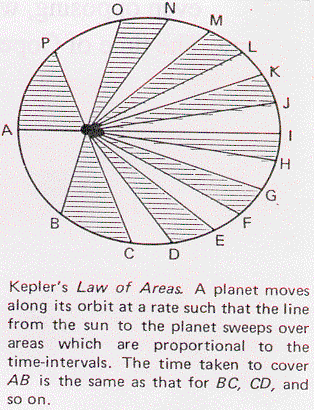 O N
M
P
L
K
J
A
I
H
G
B
F
E
C D
Kepler's Law of Areas. A planet moves
along its orbit at a rate such that the line
from the sun to the planet sweeps over
areas which are proportional to the
time-intervals. The time taken to cover
AB is the same as that for BC, CD, and
so on.